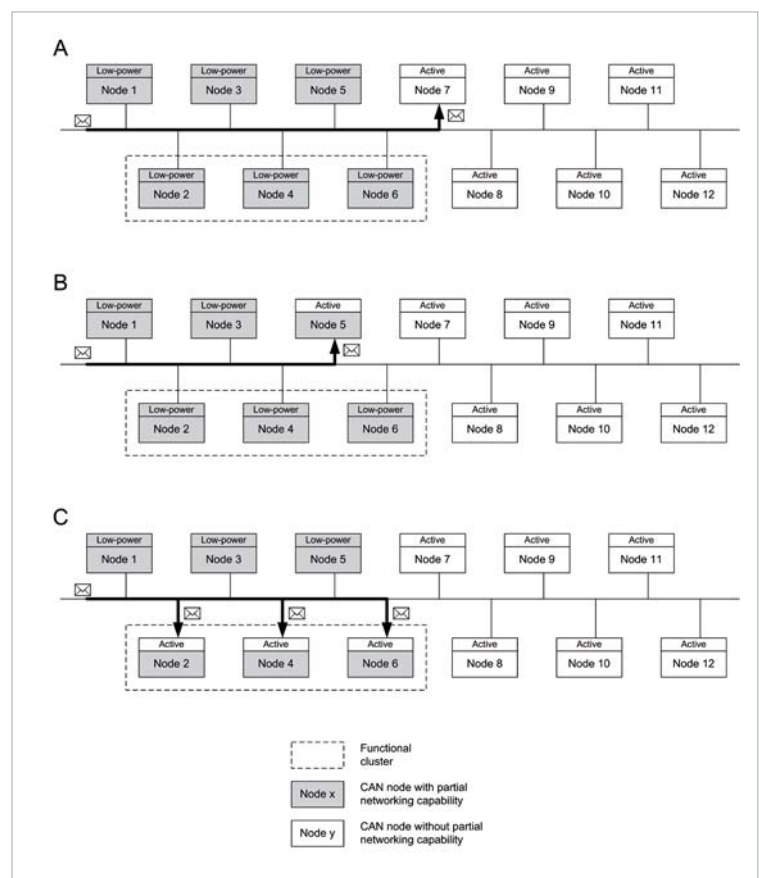 A
Low-power Low-power Low-power Active Active Active
Node 1 Node 3 Node 5 Node 7 Node 9 Node 11
Low-power Low-power Low-power Active Active Active
Node 2 Node 4 Node 6 Node 8 Node 10 Node 12
B
Low-power Low-power Active Active Active Active
Node 1 Node 3 Node 5 Node 7 Node 9 Node 11
Low-power Low-power Low-power Active Active Active
Node 2 Node 4 Node 6 Node 8 Node 10 Node 12
C
Low-power Low-power Low-power Active Active Active
Node 1 Node 3 Node 5 Node 7 Node 9 Node 11
Active Active Active Active Active Active
Node 2 Node 4 Node 6 Node 8 Node 10 Node 12
Functional
cluster
Node x
CAN node with partial
networking capability
Node y
CAN node without partial
networking capability